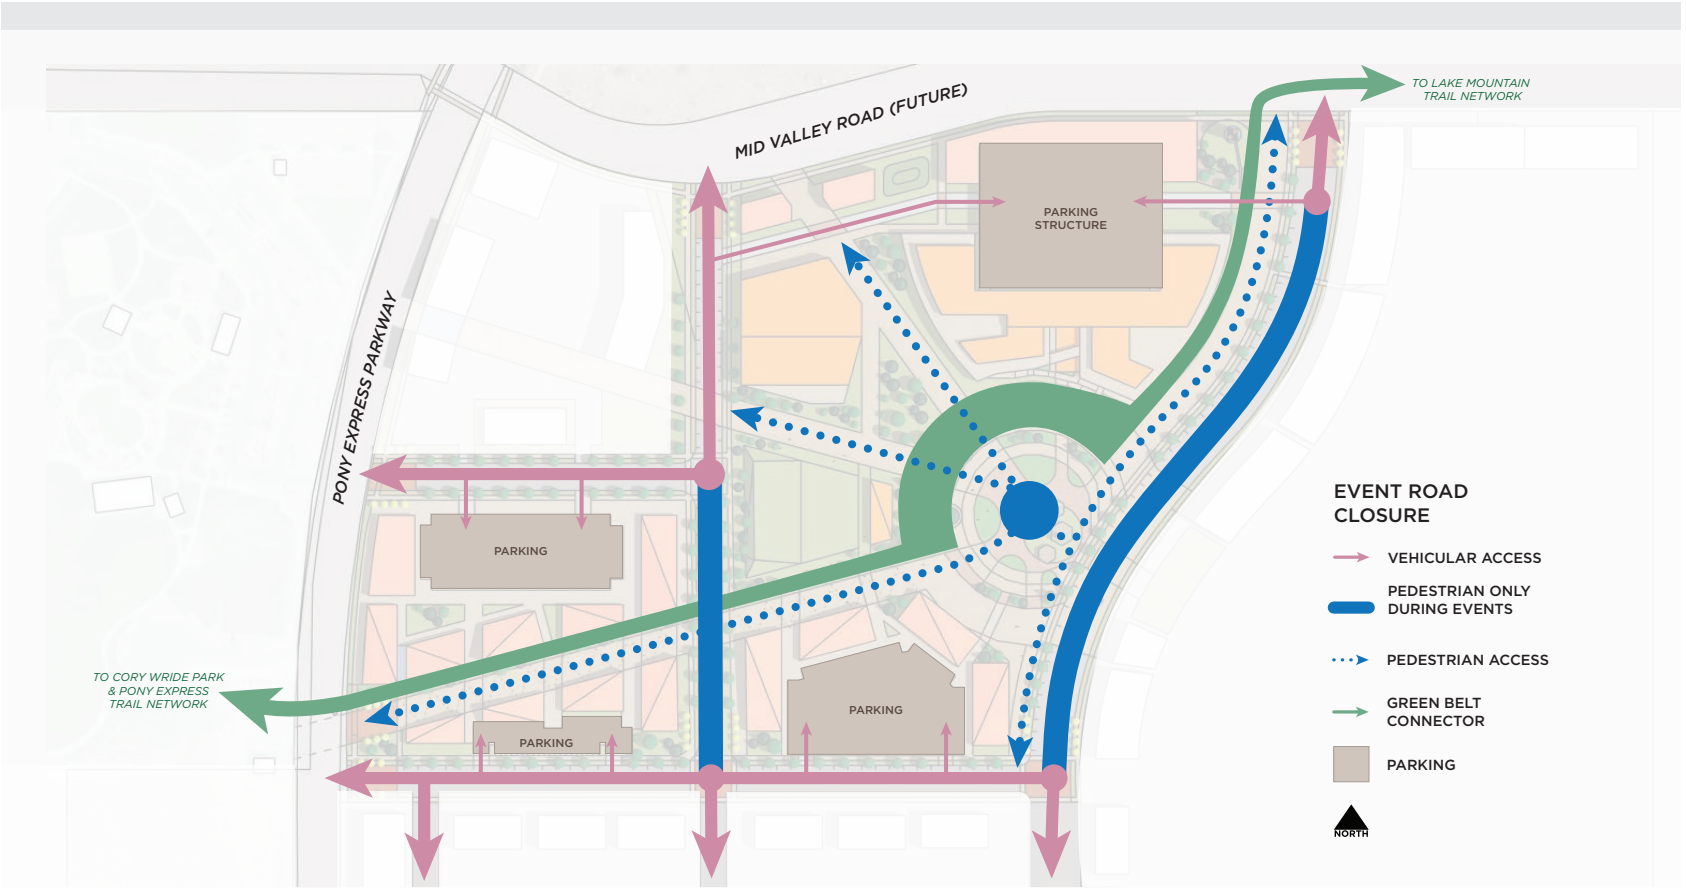 TO LAKE MOUNTAIN
TRAIL NETWORK
MID VALLEY ROAD (FUTURE)
PARKING
STRUCTURE
PONY EXPRESS PARKWAY
PARKING
TO CORY WRIDE PARK
& PONY EXPRESS
TRAIL NETWORK
PARKING
PARKING
EVENT ROAD
CLOSURE
VEHICULAR ACCESS
PEDESTRIAN ONLY
DURING EVENTS
PEDESTRIAN ACCESS
GREEN BELT
CONNECTOR
PARKING
NORTH